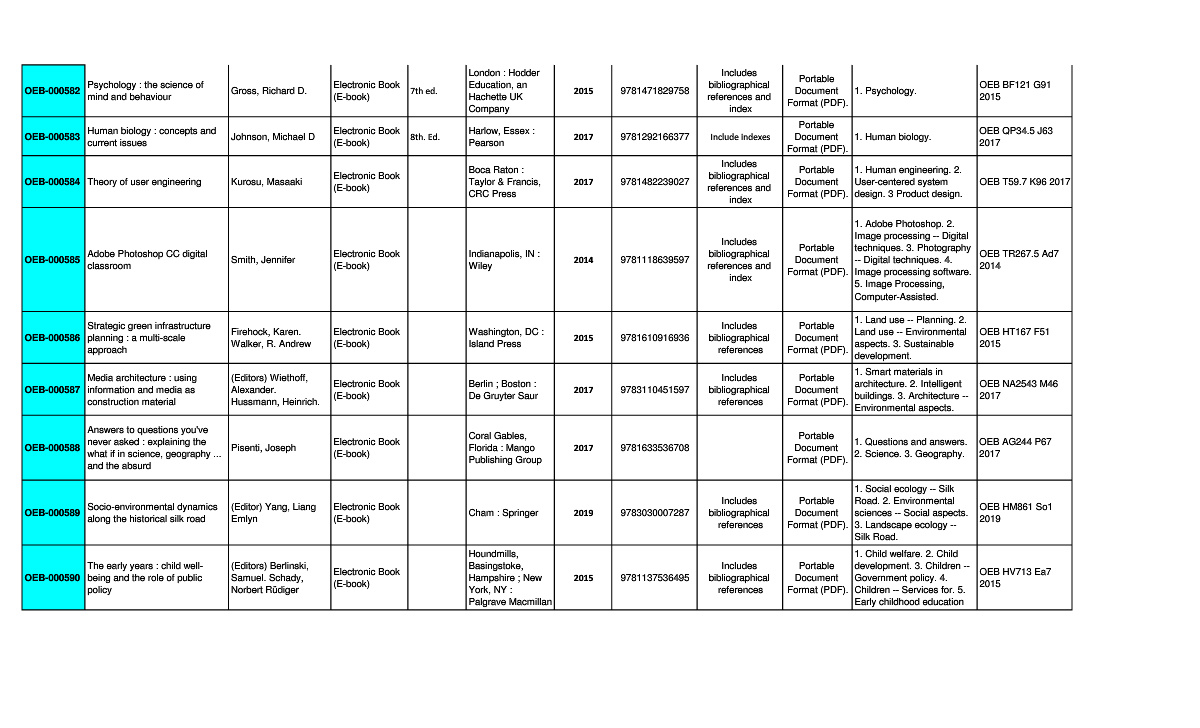 OEB-000582
Psychology : the science of
mind and behaviour
Gross, Richard D.
Electronic Book
(E-book)
7th ed.
London : Hodder
Education, an
Hachette UK
Company
2015
9781471829758
Includes
bibliographical
references and
index
Portable
Document
Format (PDF).
1. Psychology.
OEB BF121 G91
2015
OEB-000583
Human biology : concepts and
current issues
Johnson, Michael D
Electronic Book
(E-book)
8th. Ed.
Harlow, Essex :
Pearson
2017
9781292166377
Include Indexes
Portable
Document
Format (PDF).
1. Human biology.
OEB QP34.5 J63
2017
OEB-000584
Theory of user engineering
Kurosu, Masaaki
Electronic Book
(E-book)
Boca Raton :
Taylor & Francis,
CRC Press
2017
9781482239027
Includes
bibliographical
references and
index
Portable
Document
Format (PDF).
1. Human engineering. 2.
User-centered system
design. 3 Product design.
OEB T59.7 K96 2017
OEB-000585
Adobe Photoshop CC digital
classroom
Smith, Jennifer
Electronic Book
(E-book)
Indianapolis, IN :
Wiley
2014
9781118639597
Includes
bibliographical
references and
index
Portable
Document
Format (PDF).
1. Adobe Photoshop. 2.
Image processing -- Digital
techniques. 3. Photography
-- Digital techniques. 4.
Image processing software.
5. Image Processing,
Computer-Assisted.
OEB TR267.5 Ad7
2014
OEB-000586
Strategic green infrastructure
planning : a multi-scale
approach
Firehock, Karen.
Walker, R. Andrew
Electronic Book
(E-book)
Washington, DC :
Island Press
2015
9781610916936
Includes
bibliographical
references
Portable
Document
Format (PDF).
1. Land use -- Planning. 2.
Land use -- Environmental
aspects. 3. Sustainable
development.
OEB HT167 F51
2015
OEB-000587
Media architecture : using
information and media as
construction material
(Editors) Wiethoff,
Alexander.
Hussmann, Heinrich.
Electronic Book
(E-book)
Berlin ; Boston :
De Gruyter Saur
2017
9783110451597
Includes
bibliographical
references
Portable
Document
Format (PDF).
1. Smart materials in
architecture. 2. Intelligent
buildings. 3. Architecture --
Environmental aspects.
OEB NA2543 M46
2017
OEB-000588
Answers to questions you've
never asked : explaining the
what if in science, geography ...
and the absurd
Pisenti, Joseph
Electronic Book
(E-book)
Coral Gables,
Florida : Mango
Publishing Group
2017
9781633536708
Portable
Document
Format (PDF).
1. Questions and answers.
2. Science. 3. Geography.
OEB AG244 P67
2017
OEB-000589
Socio-environmental dynamics
along the historical silk road
(Editor) Yang, Liang
Emlyn
Electronic Book
(E-book)
Cham : Springer
2019
9783030007287
Includes
bibliographical
references
Portable
Document
Format (PDF).
1. Social ecology -- Silk
Road. 2. Environmental
sciences -- Social aspects.
3. Landscape ecology --
Silk Road.
OEB HM861 So1
2019
OEB-000590
The early years : child well-
being and the role of public
policy
(Editors) Berlinski,
Samuel. Schady,
Norbert Rüdiger
Electronic Book
(E-book)
Houndmills,
Basingstoke,
Hampshire ; New
York, NY :
Palgrave Macmillan
2015
9781137536495
Includes
bibliographical
references
Portable
Document
Format (PDF).
1. Child welfare. 2. Child
development. 3. Children --
Government policy. 4.
Children -- Services for. 5.
Early childhood education
OEB HV713 Ea7
2015